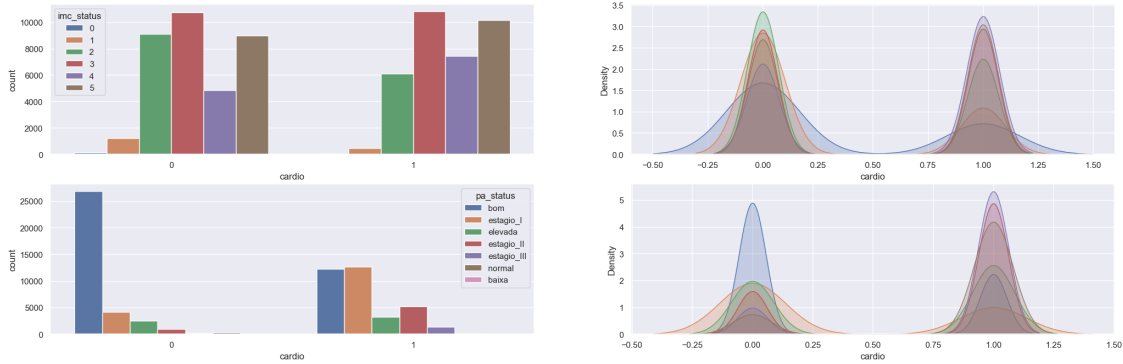 imc_status
0
1
2
3
4
5
10000
8000
6000
4000
2000
0
count
0
1
cardio
3.5
3.0
2.5
2.0
1.5
1.0
0.5
0.0
Density
−0.50 −0.25 0.00 0.25 0.50 0.75 1.00 1.25 1.50
cardio
pa_status
bom
estagio_I
elevada
estagio_II
estagio_III
normal
baixa
25000
20000
15000
10000
5000
0
count
0
1
cardio
5
4
3
2
1
0
Density
−0.50 −0.25 0.00 0.25 0.50 0.75 1.00 1.25 1.50
cardio